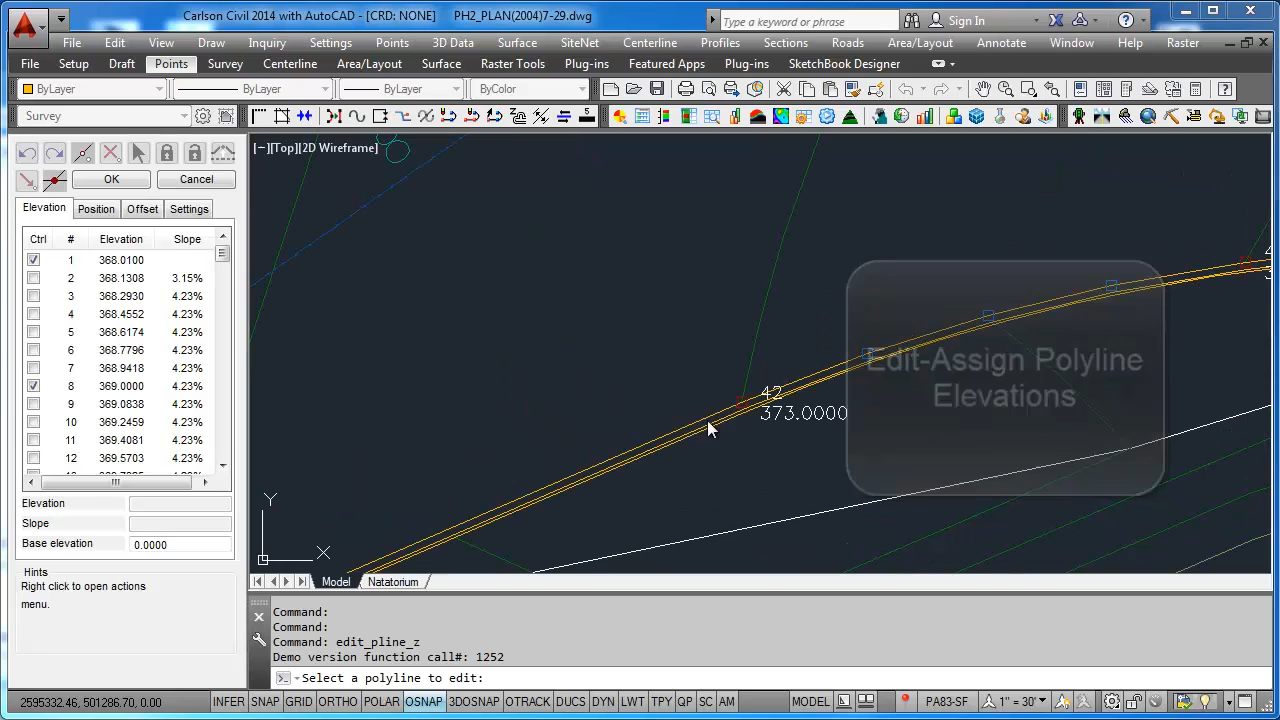 Carlson Civil 2014 with AutoCAD - [CRD: NONE] PH2_PLAN(2004)7-29.dwg
Type a keyword or phrase
Sign In
File Edit View Draw Inquiry Settings Points 3D Data Surface SiteNet Centerline Profiles Sections Roads Area/Layout Annotate Window Help Raster
File Setup Draft Points Survey Centerline Area/Layout Surface Raster Tools Plug-ins Featured Apps Plug-ins SketchBook Designer
ByLayer ByLayer ByLayer ByColor
Survey
[−][Top][2D Wireframe]
OK Cancel
Elevation Position Offset Settings
Ctrl # Elevation Slope
1 368.0100
2 368.1308 3.15%
3 368.2930 4.23%
4 368.4552 4.23%
5 368.6174 4.23%
6 368.7796 4.23%
7 368.9418 4.23%
8 369.0000 4.23%
9 369.0838 4.23%
10 369.2459 4.23%
11 369.4081 4.23%
12 369.5703 4.23%
Elevation
Slope
Base elevation 0.0000
Hints
Right click to open actions
menu.
42
373.0000
Edit-Assign Polyline
Elevations
Y
X
Model Natatorium
Command:
Command:
Command: edit_pline_z
Demo version function call#: 1252
Select a polyline to edit:
2595332.46, 501286.70, 0.00 INFER SNAP GRID ORTHO POLAR OSNAP 3DOSNAP OTRACK DUCS DYN LWT TPY QP SC AM MODEL PA83-SF 1" = 30'